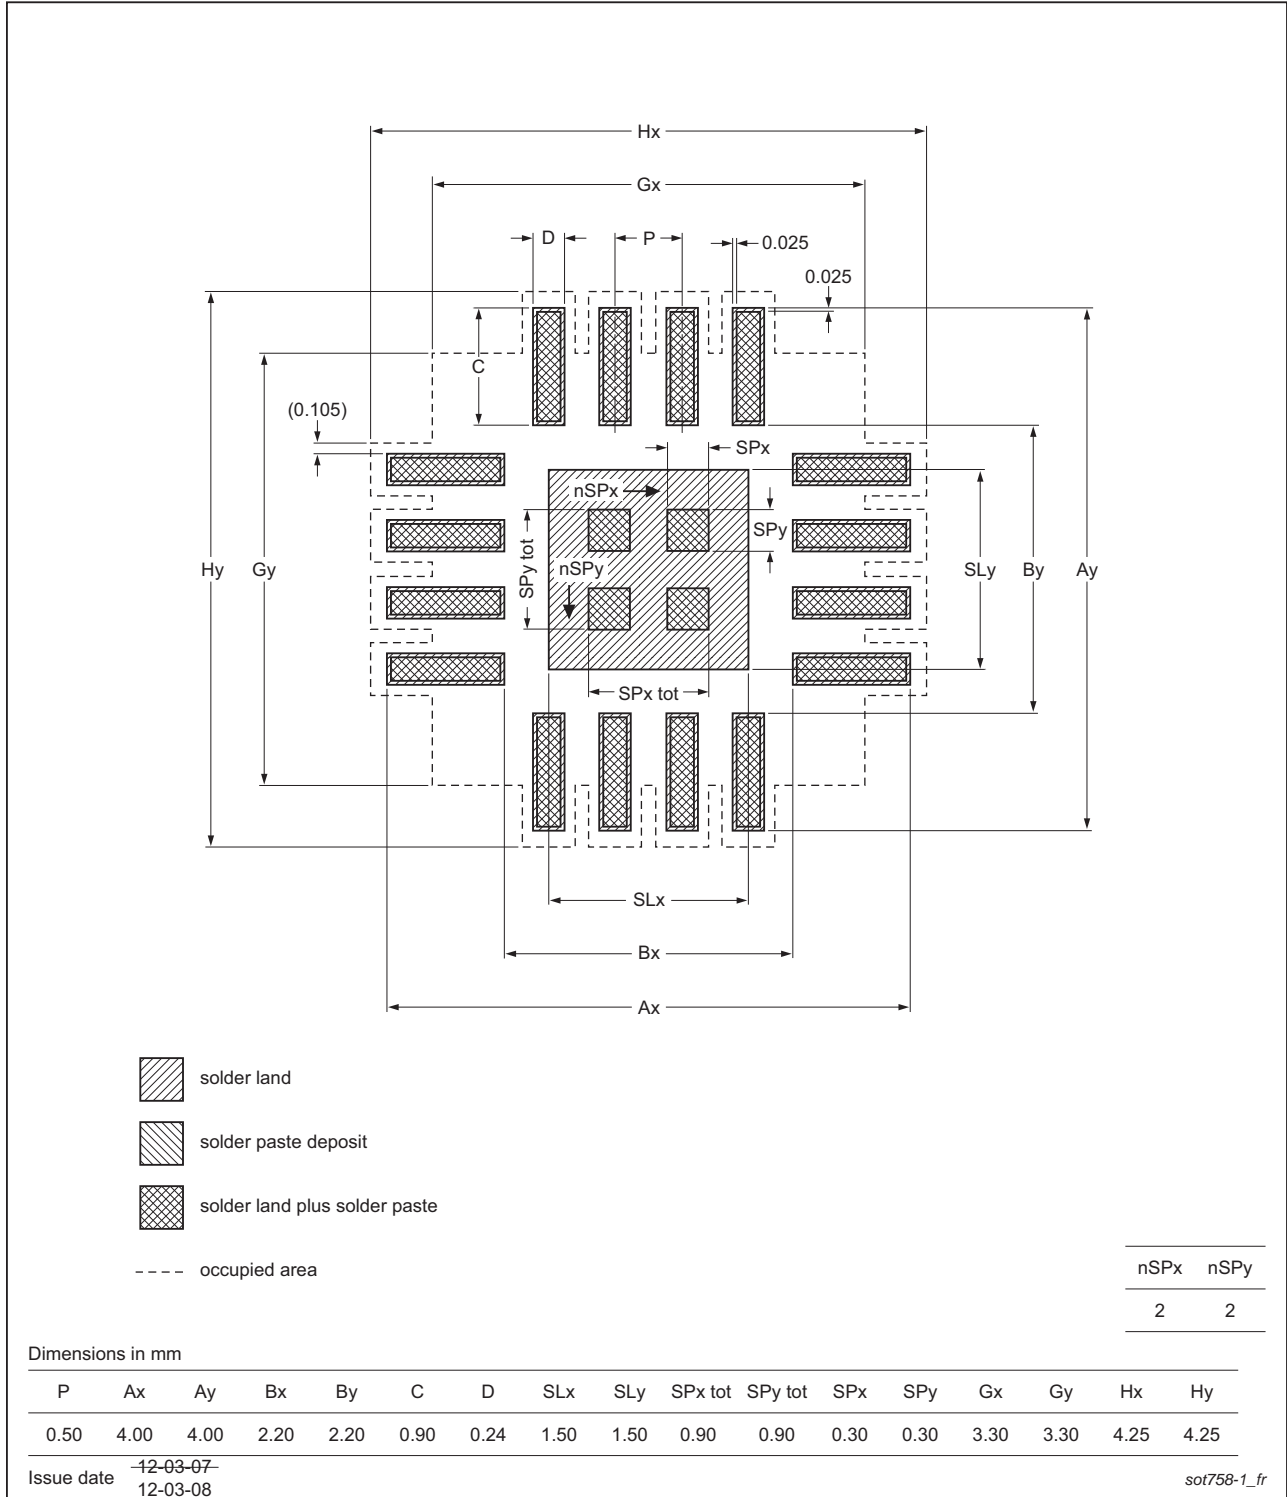 Hx
Gx
D P 0.025
0.025
C
(0.105)
SPx
nSPx
SPy
SPy tot
nSPy
Hy Gy SLy By Ay
SPx tot
SLx
Bx
Ax
solder land
solder paste deposit
solder land plus solder paste
occupied area
nSPx nSPy
2 2
Dimensions in mm
P Ax Ay Bx By C D SLx SLy SPx tot SPy tot SPx SPy Gx Gy Hx Hy
0.50 4.00 4.00 2.20 2.20 0.90 0.24 1.50 1.50 0.90 0.90 0.30 0.30 3.30 3.30 4.25 4.25
Issue date 12-03-07
12-03-08
sot758-1_fr